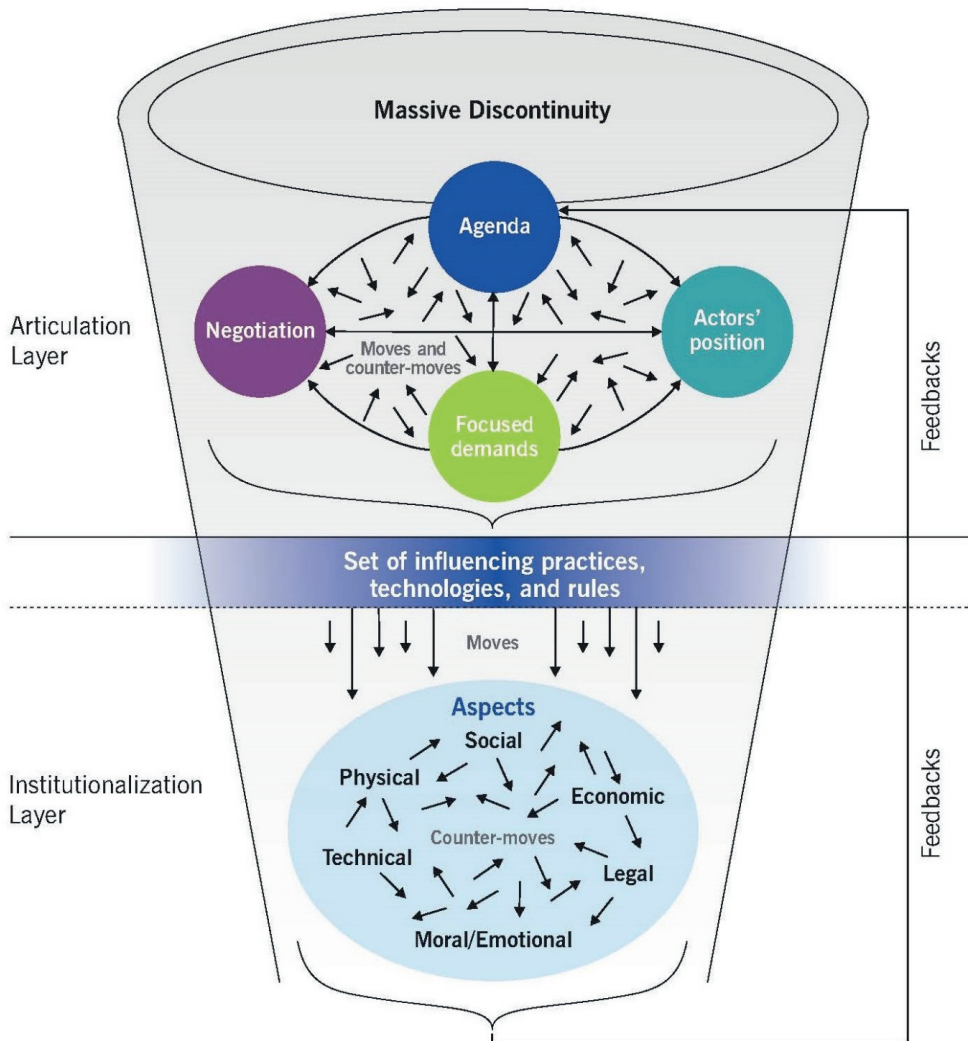 Massive Discontinuity
Agenda
Negotiation
Actors'
position
Articulation
Layer
Moves and
counter-moves
Focused
demands
Feedbacks
Set of influencing practices,
technologies, and rules
Moves
Aspects
Social
Physical
Economic
Institutionalization
Layer
Counter-moves
Technical
Legal
Moral/Emotional
Feedbacks